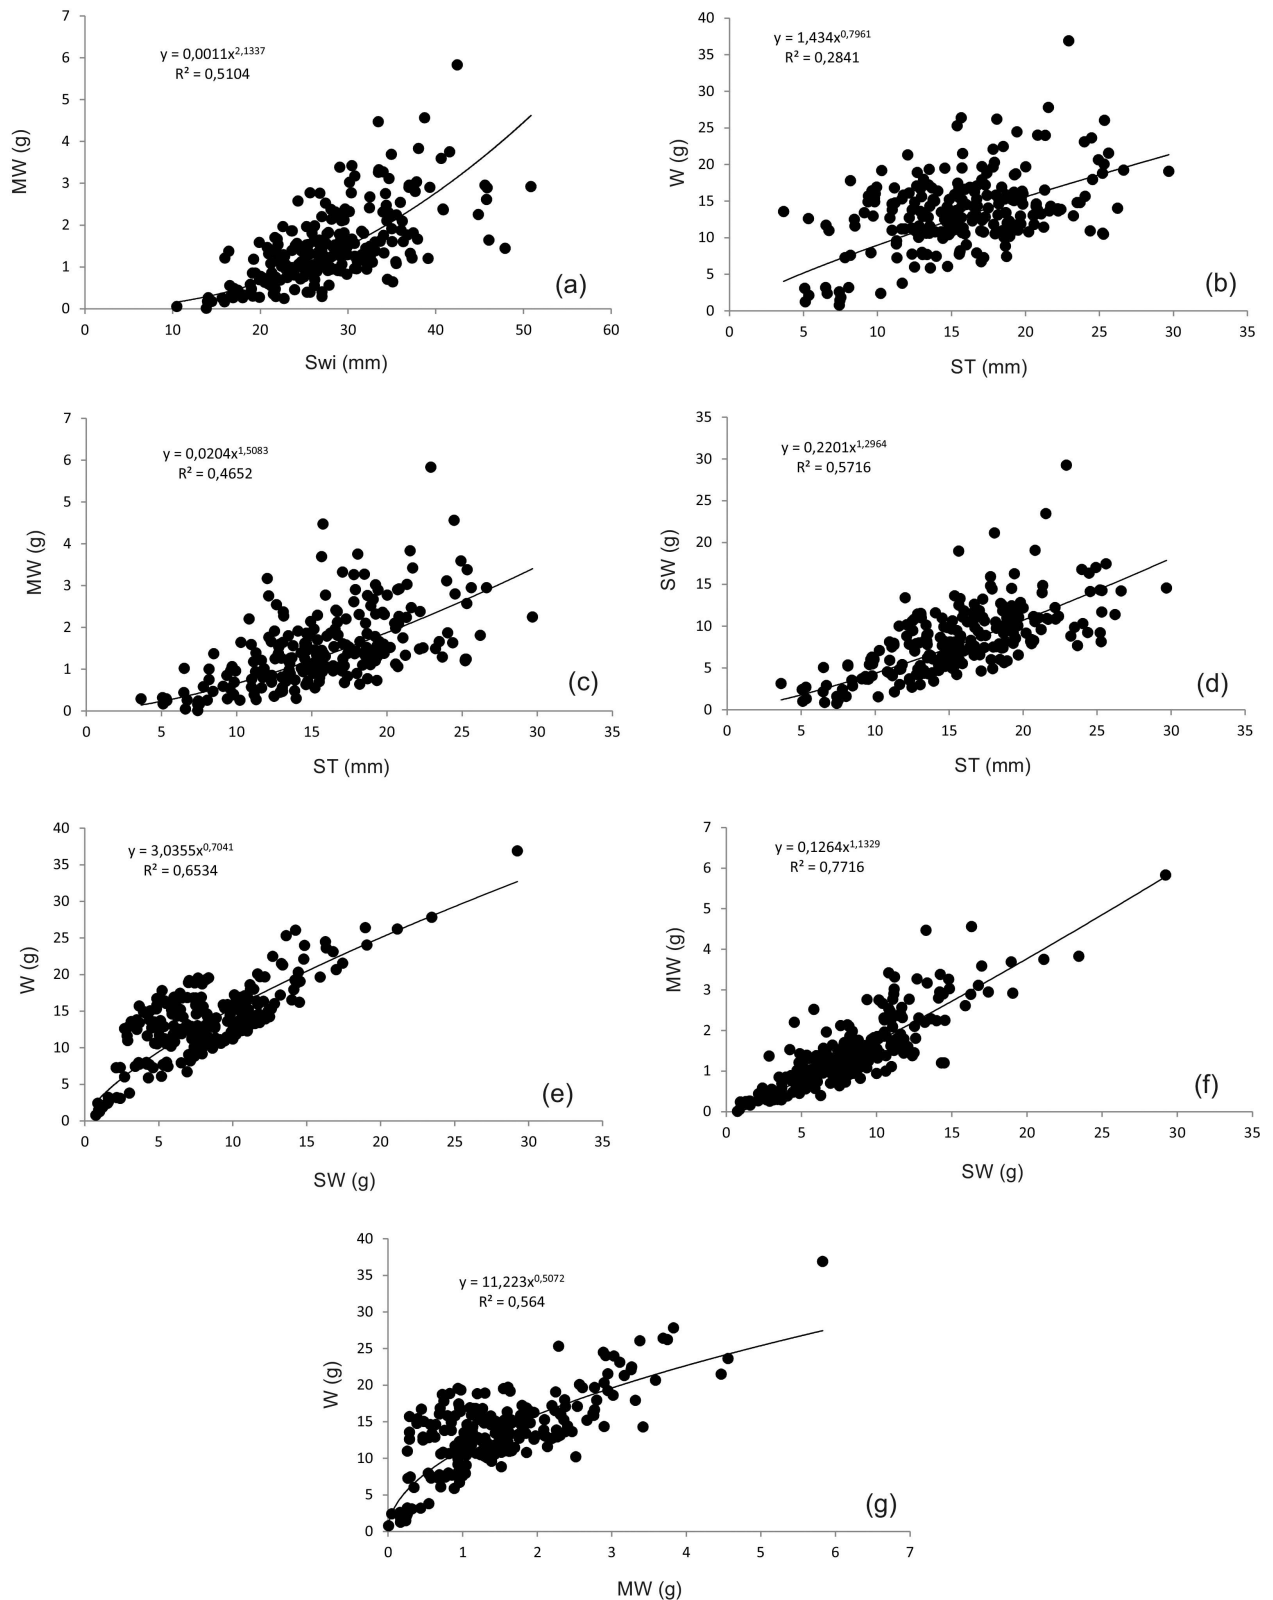 7
6
5
4
3
2
1
0
MW (g)
y = 0,0011x^2,1337
R² = 0,5104
(a)
0 10 20 30 40 50 60
Swi (mm)
40
35
30
25
20
15
10
5
0
W (g)
y = 1,434x^0,7961
R² = 0,2841
(b)
0 5 10 15 20 25 30 35
ST (mm)
7
6
5
4
3
2
1
0
MW (g)
y = 0,0204x^1,5083
R² = 0,4652
(c)
0 5 10 15 20 25 30 35
ST (mm)
35
30
25
20
15
10
5
0
SW (g)
y = 0,2201x^1,2964
R² = 0,5716
(d)
0 5 10 15 20 25 30 35
ST (mm)
40
35
30
25
20
15
10
5
0
W (g)
y = 3,0355x^0,7041
R² = 0,6534
(e)
0 5 10 15 20 25 30 35
SW (g)
7
6
5
4
3
2
1
0
MW (g)
y = 0,1264x^1,1329
R² = 0,7716
(f)
0 5 10 15 20 25 30 35
SW (g)
40
35
30
25
20
15
10
5
0
W (g)
y = 11,223x^0,5072
R² = 0,564
(g)
0 1 2 3 4 5 6 7
MW (g)